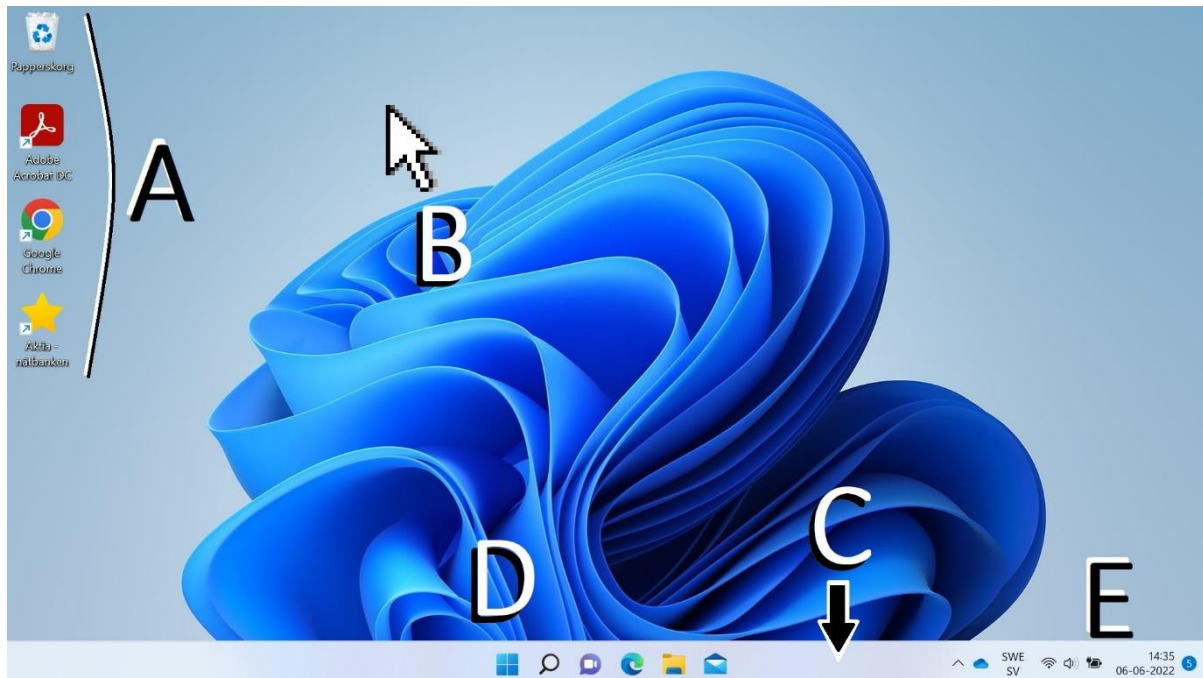 Papperskorg
Adobe
Acrobat DC
Google
Chrome
Aktia -
nätbanken
A
B
C
D
E
SWE
SV
14:35
06-06-2022
5